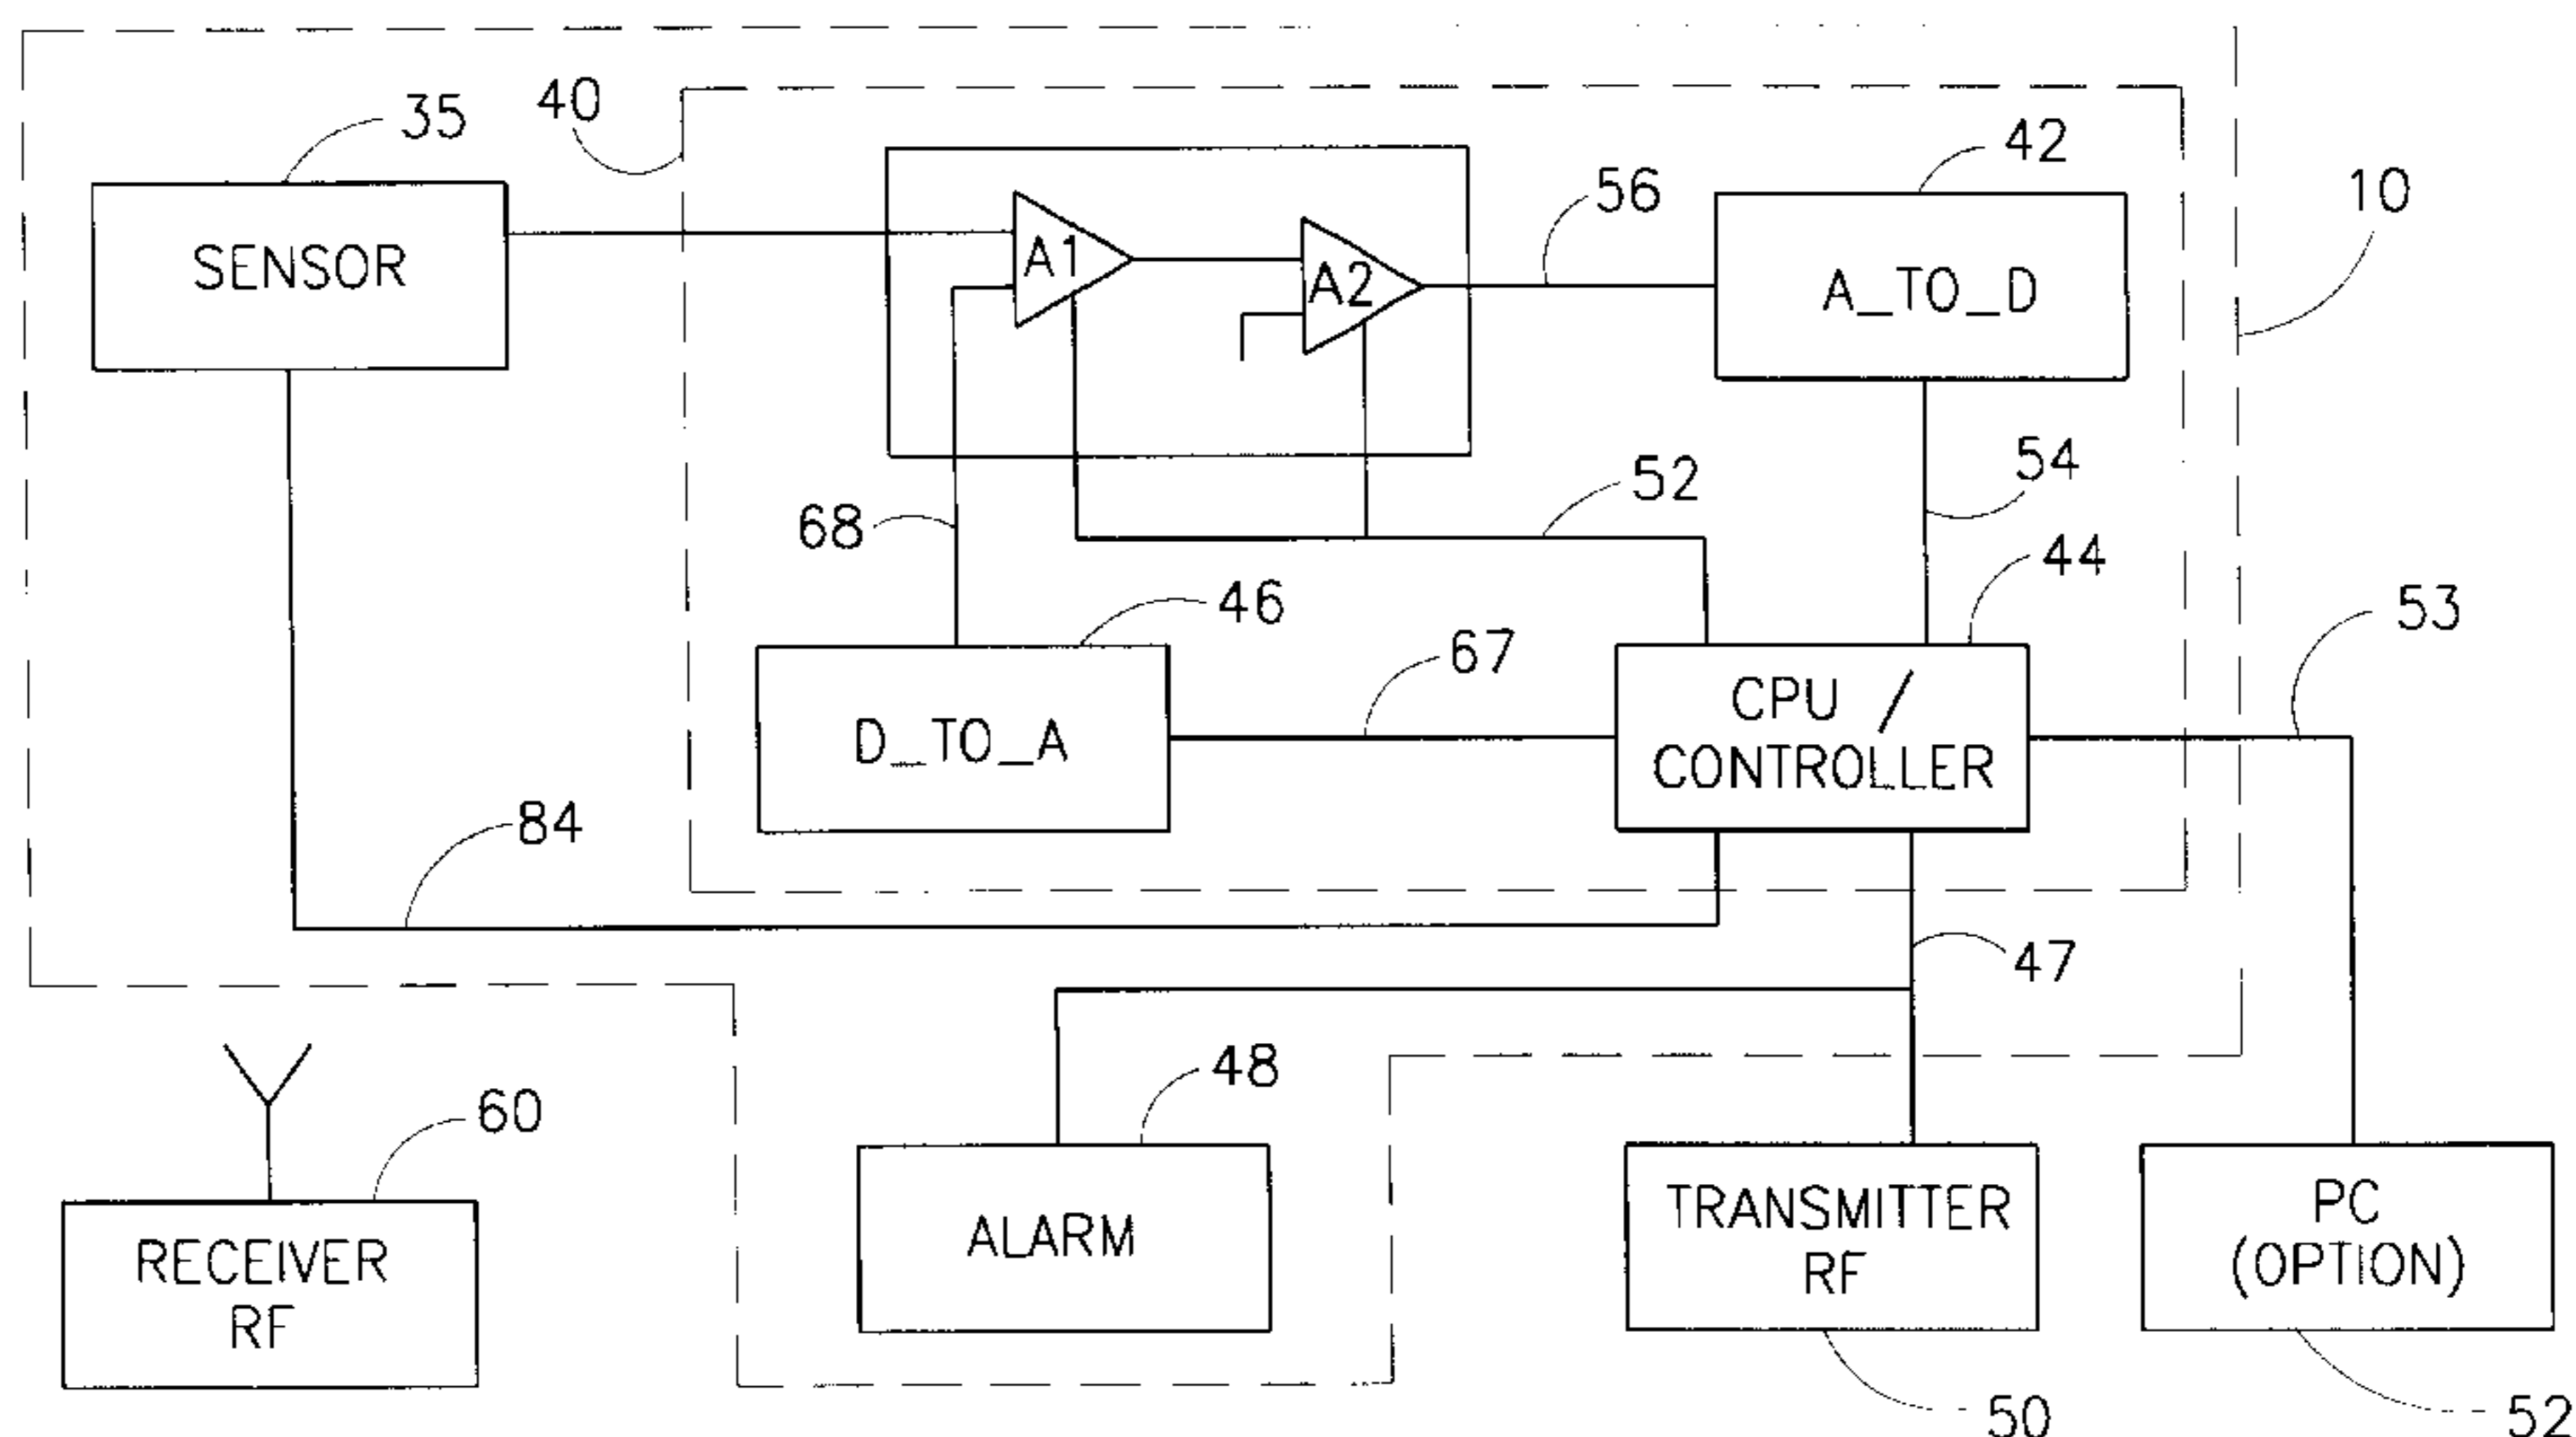 40
35
42
10
56
SENSOR
A1
A2
A_TO_D
52
54
68
44
46
53
67
CPU /
CONTROLLER
D_TO_A
84
47
48
60
ALARM
TRANSMITTER
RF
PC
(OPTION)
RECEIVER
RF
50
52